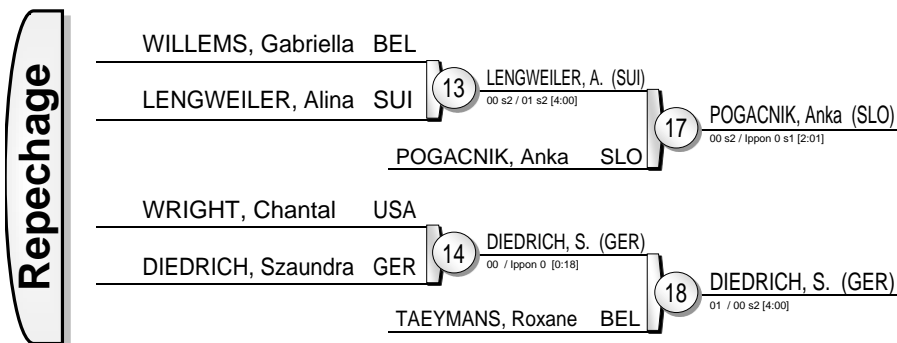 Repechage
WILLEMS, Gabriella BEL
LENGWEILER, Alina SUI
13
LENGWEILER, A. (SUI)
00 s2 / 01 s2 [4:00]
POGACNIK, Anka SLO
17
POGACNIK, Anka (SLO)
00 s2 / Ippon 0 s1 [2:01]
WRIGHT, Chantal USA
DIEDRICH, Szaundra GER
14
DIEDRICH, S. (GER)
00 / Ippon 0 [0:18]
TAEYMANS, Roxane BEL
18
DIEDRICH, S. (GER)
01 / 00 s2 [4:00]